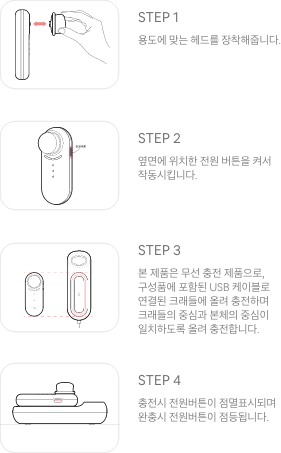 STEP 1
용도에 맞는 헤드를 장착해줍니다.
STEP 2
옆면에 위치한 전원 버튼을 켜서
작동시킵니다.
STEP 3
본 제품은 무선 충전 제품으로,
구성품에 포함된 USB 케이블로
연결된 크래들에 올려 충전하며
크래들의 중심과 본체의 중심이
일치하도록 올려 충전합니다.
STEP 4
충전시 전원버튼이 점멸표시되며
완충시 전원버튼이 점등됩니다.